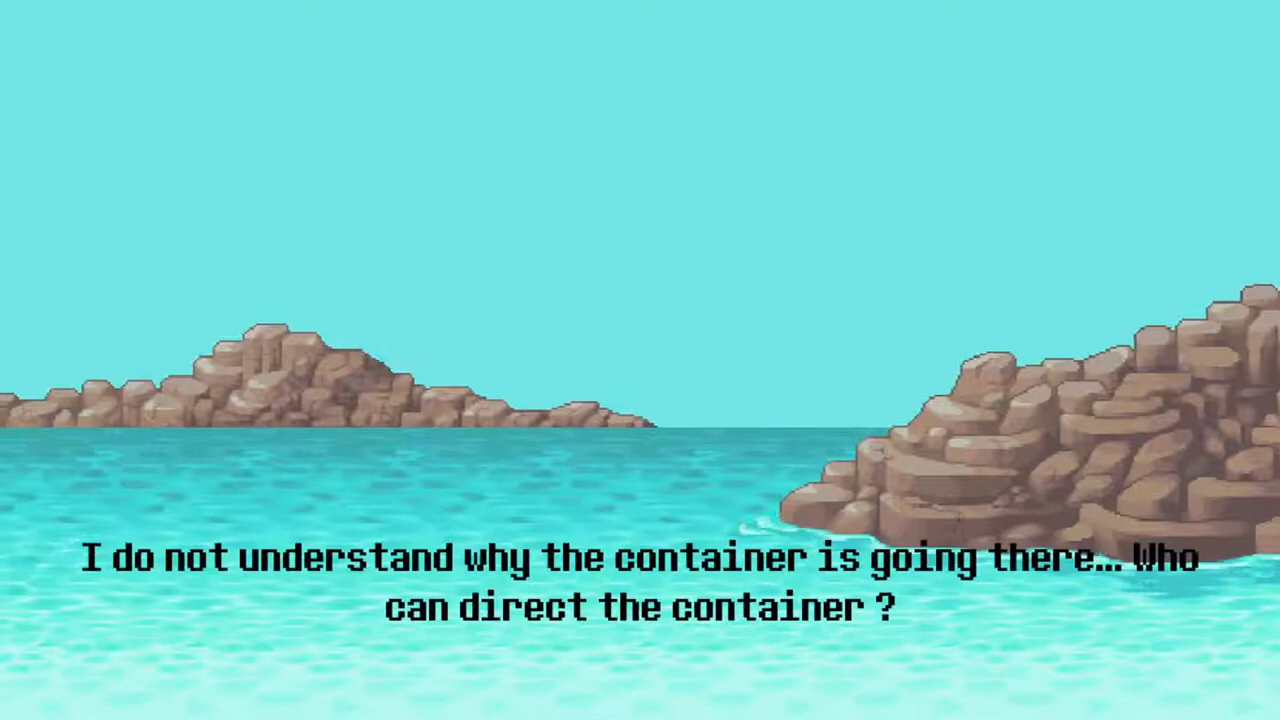 I do not understand why the container is going there... Who
can direct the container ?